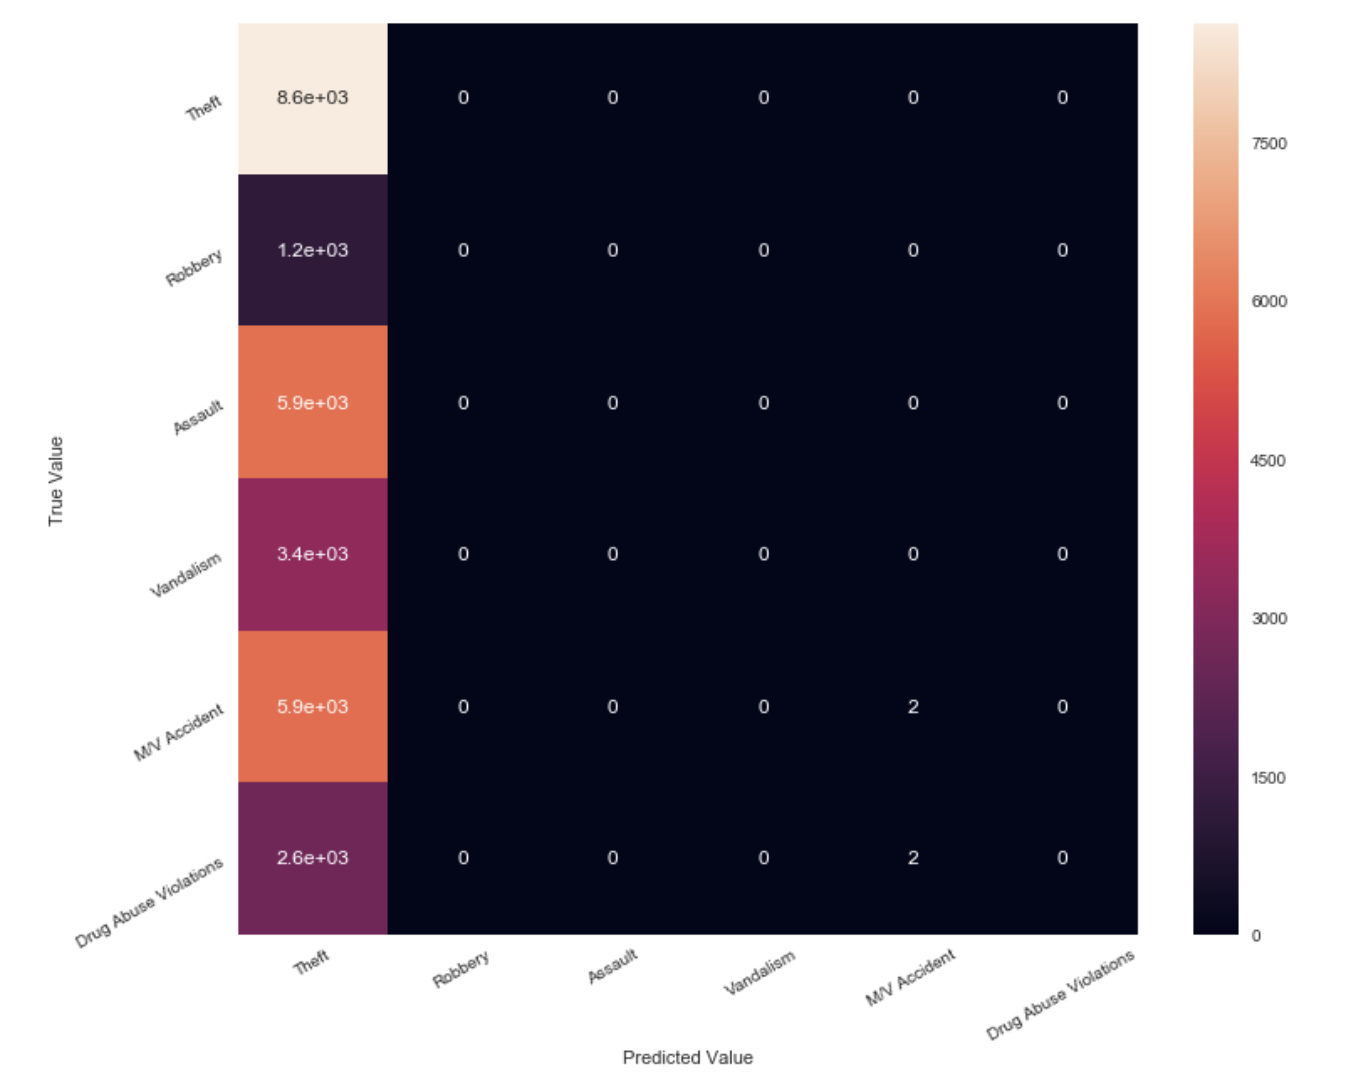 Theft 8.6e+03 0 0 0 0 0
Robbery 1.2e+03 0 0 0 0 0
Assault 5.9e+03 0 0 0 0 0
Vandalism 3.4e+03 0 0 0 0 0
M/V Accident 5.9e+03 0 0 0 2 0
Drug Abuse Violations 2.6e+03 0 0 0 2 0
True Value
Theft Robbery Assault Vandalism M/V Accident Drug Abuse Violations
Predicted Value
7500
6000
4500
3000
1500
0